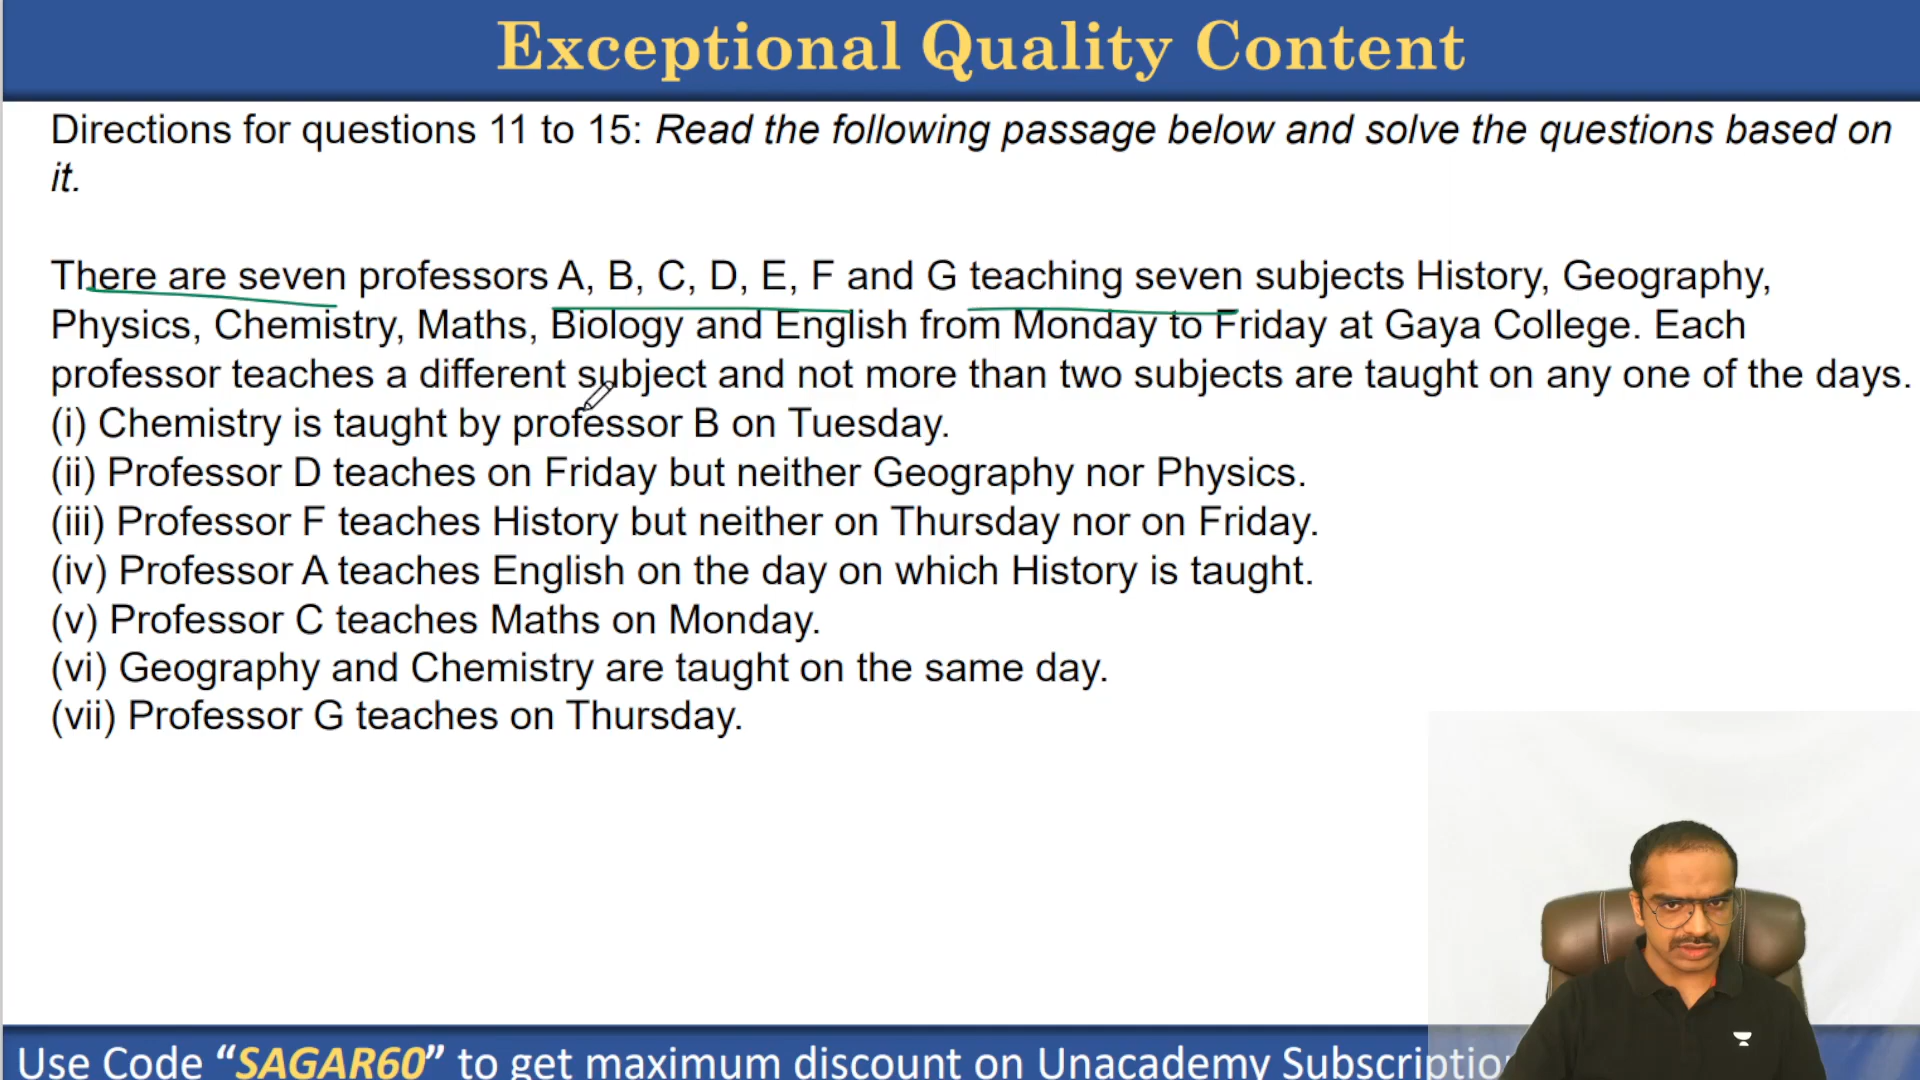 Exceptional Quality Content
Directions for questions 11 to 15: Read the following passage below and solve the questions based on
it.
There are seven professors A, B, C, D, E, F and G teaching seven subjects History, Geography,
Physics, Chemistry, Maths, Biology and English from Monday to Friday at Gaya College. Each
professor teaches a different subject and not more than two subjects are taught on any one of the days.
(i) Chemistry is taught by professor B on Tuesday.
(ii) Professor D teaches on Friday but neither Geography nor Physics.
(iii) Professor F teaches History but neither on Thursday nor on Friday.
(iv) Professor A teaches English on the day on which History is taught.
(v) Professor C teaches Maths on Monday.
(vi) Geography and Chemistry are taught on the same day.
(vii) Professor G teaches on Thursday.
Use Code “SAGAR60” to get maximum discount on Unacademy Subscriptio